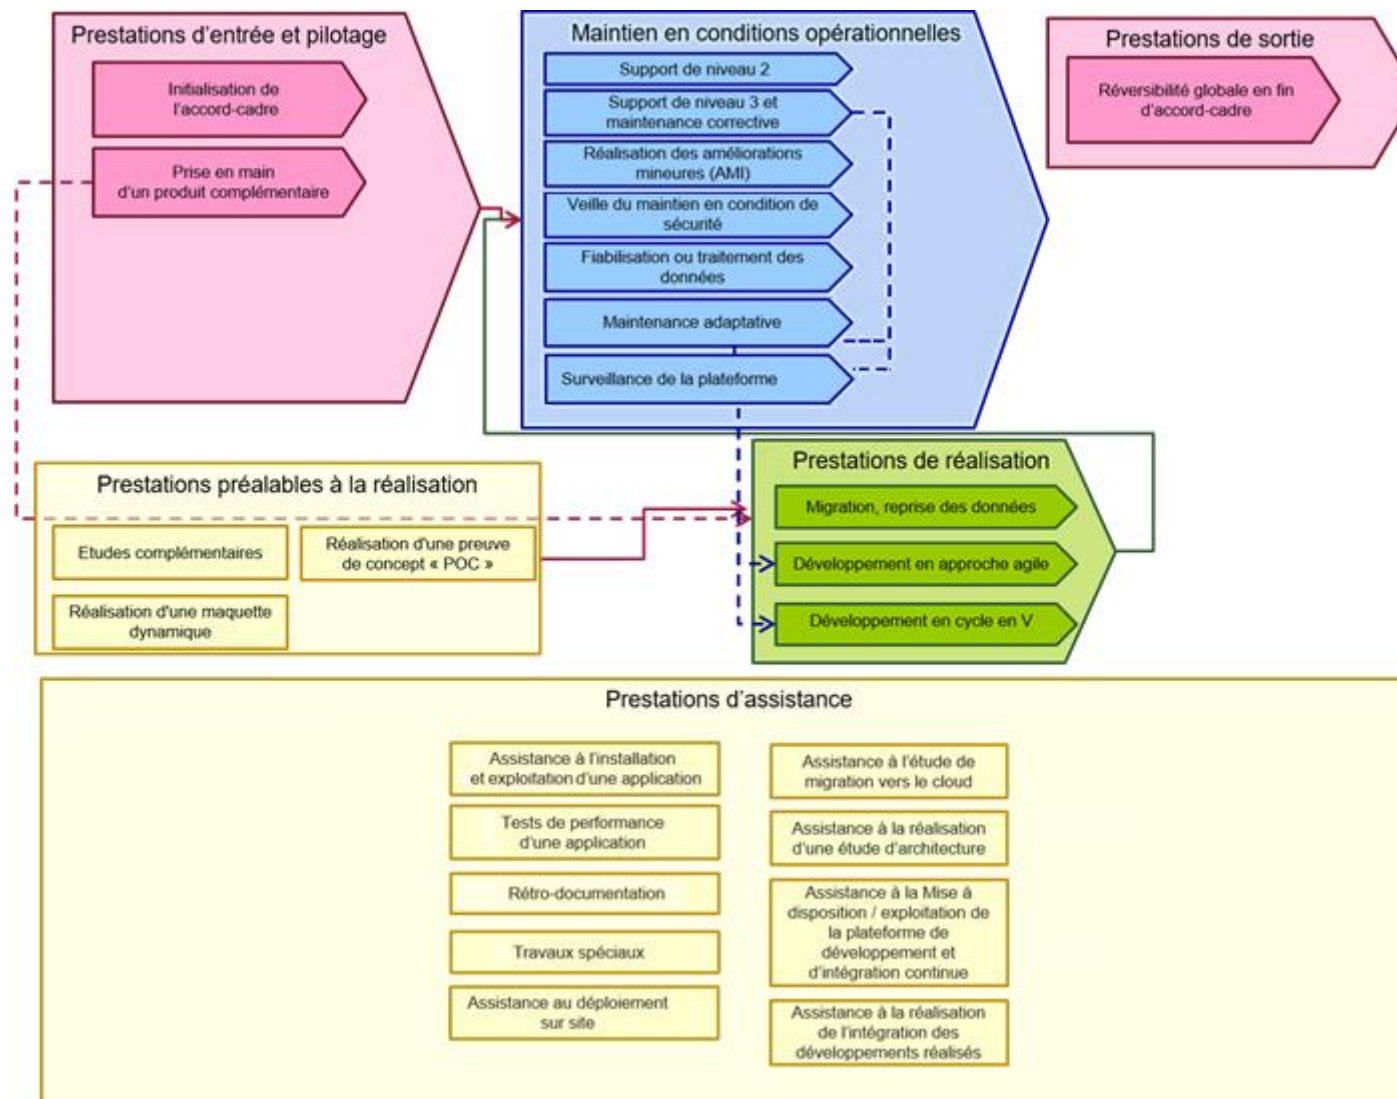 Prestations d'entrée et pilotage
Initialisation de
l'accord-cadre
Prise en main
d'un produit complémentaire
Maintien en conditions opérationnelles
Support de niveau 2
Support de niveau 3 et
maintenance corrective
Réalisation des améliorations
mineures (AMI)
Veille du maintien en condition de
sécurité
Fiabilisation ou traitement des
données
Maintenance adaptative
Surveillance de la plateforme
Prestations de sortie
Réversibilité globale en fin
d'accord-cadre
Prestations préalables à la réalisation
Etudes complémentaires
Réalisation d'une preuve
de concept « POC »
Réalisation d'une maquette
dynamique
Prestations de réalisation
Migration, reprise des données
Développement en approche agile
Développement en cycle en V
Prestations d'assistance
Assistance à l'installation
et exploitation d'une application
Tests de performance
d'une application
Rétro-documentation
Travaux spéciaux
Assistance au déploiement
sur site
Assistance à l'étude de
migration vers le cloud
Assistance à la réalisation
d'une étude d'architecture
Assistance à la Mise à
disposition / exploitation de
la plateforme de
développement et
d'intégration continue
Assistance à la réalisation
de l'intégration des
développements réalisés